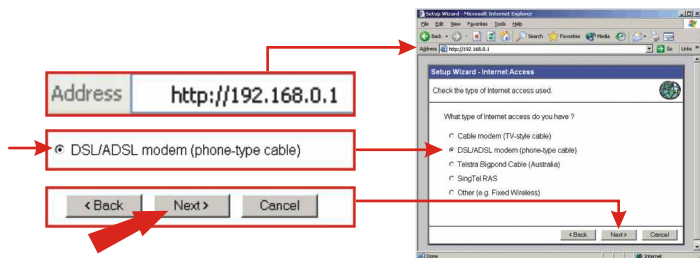 Address http://192.168.0.1
DSL/ADSL modem (phone-type cable)
<Back Next> Cancel
Setup Wizard - Microsoft Internet Explorer
File Edit View Favorites Tools Help
Back Search Favorites Media
Address http://192.168.0.1 Go Links »
Setup Wizard - Internet Access
Check the type of Internet access used.
What type of Internet access do you have ?
Cable modem (TV-style cable)
DSL/ADSL modem (phone-type cable)
Telstra Bigpond Cable (Australia)
SingTel RAS
Other (e.g. Fixed Wireless)
<Back Next> Cancel
Done Internet